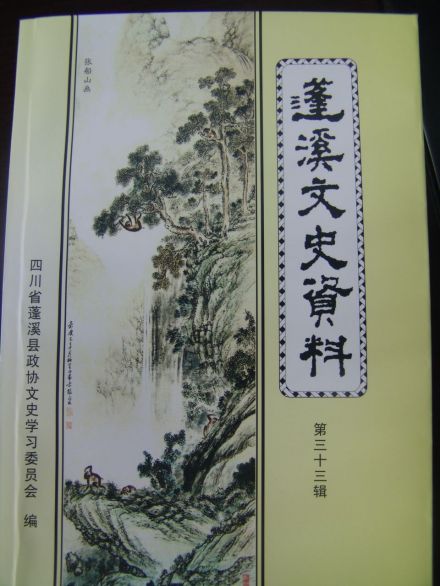 蓬溪文史資料
第三十三辑
张船山画
四川省蓬溪县政协文史学习委员会 编